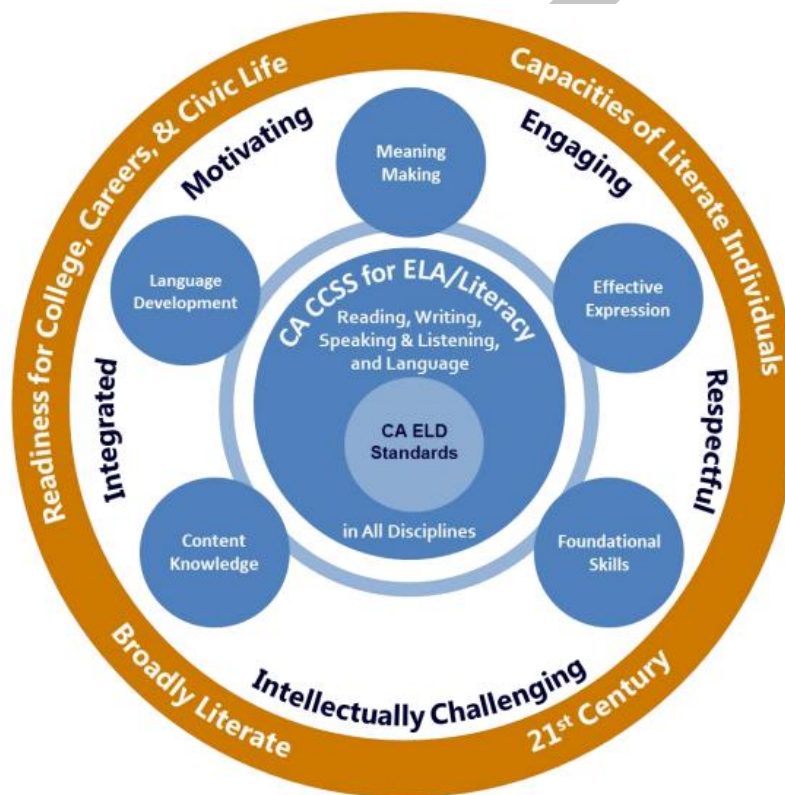 Readiness for College, Careers, & Civic Life
Capacities of Literate Individuals
21st Century
Broadly Literate
Motivating
Engaging
Respectful
Intellectually Challenging
Integrated
Meaning
Making
Effective
Expression
Foundational
Skills
Content
Knowledge
Language
Development
CA CCSS for ELA/Literacy
Reading, Writing,
Speaking & Listening,
and Language
CA ELD
Standards
in All Disciplines